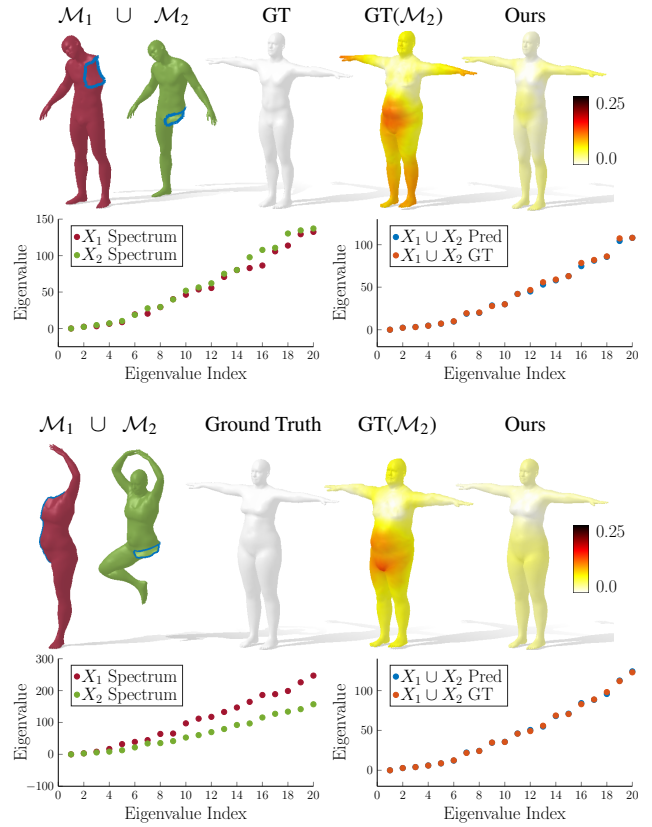 M₁ ∪ M₂ GT GT(M₂) Ours
0.25
0.0
150
100
50
0
Eigenvalue
X₁ Spectrum
X₂ Spectrum
0 2 4 6 8 10 12 14 16 18 20
Eigenvalue Index
100
50
0
Eigenvalue
X₁ ∪ X₂ Pred
X₁ ∪ X₂ GT
0 2 4 6 8 10 12 14 16 18 20
Eigenvalue Index
M₁ ∪ M₂ Ground Truth GT(M₂) Ours
0.25
0.0
300
200
100
0
−100
Eigenvalue
X₁ Spectrum
X₂ Spectrum
0 2 4 6 8 10 12 14 16 18 20
Eigenvalue Index
100
50
0
Eigenvalue
X₁ ∪ X₂ Pred
X₁ ∪ X₂ GT
0 2 4 6 8 10 12 14 16 18 20
Eigenvalue Index